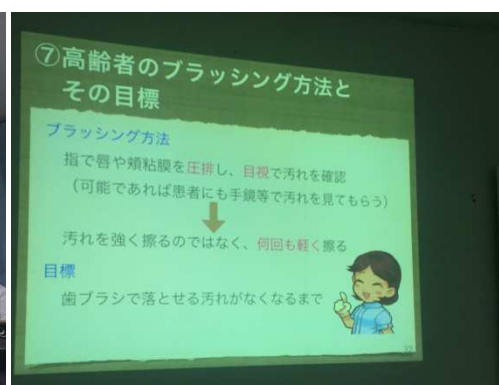 ⑦高齢者のブラッシング方法と
その目標
ブラッシング方法
指で唇や頬粘膜を圧排し、目視で汚れを確認
（可能であれば患者にも手鏡等で汚れを見てもらう）
汚れを強く擦るのではなく、何回も軽く擦る
目標
歯ブラシで落とせる汚れがなくなるまで